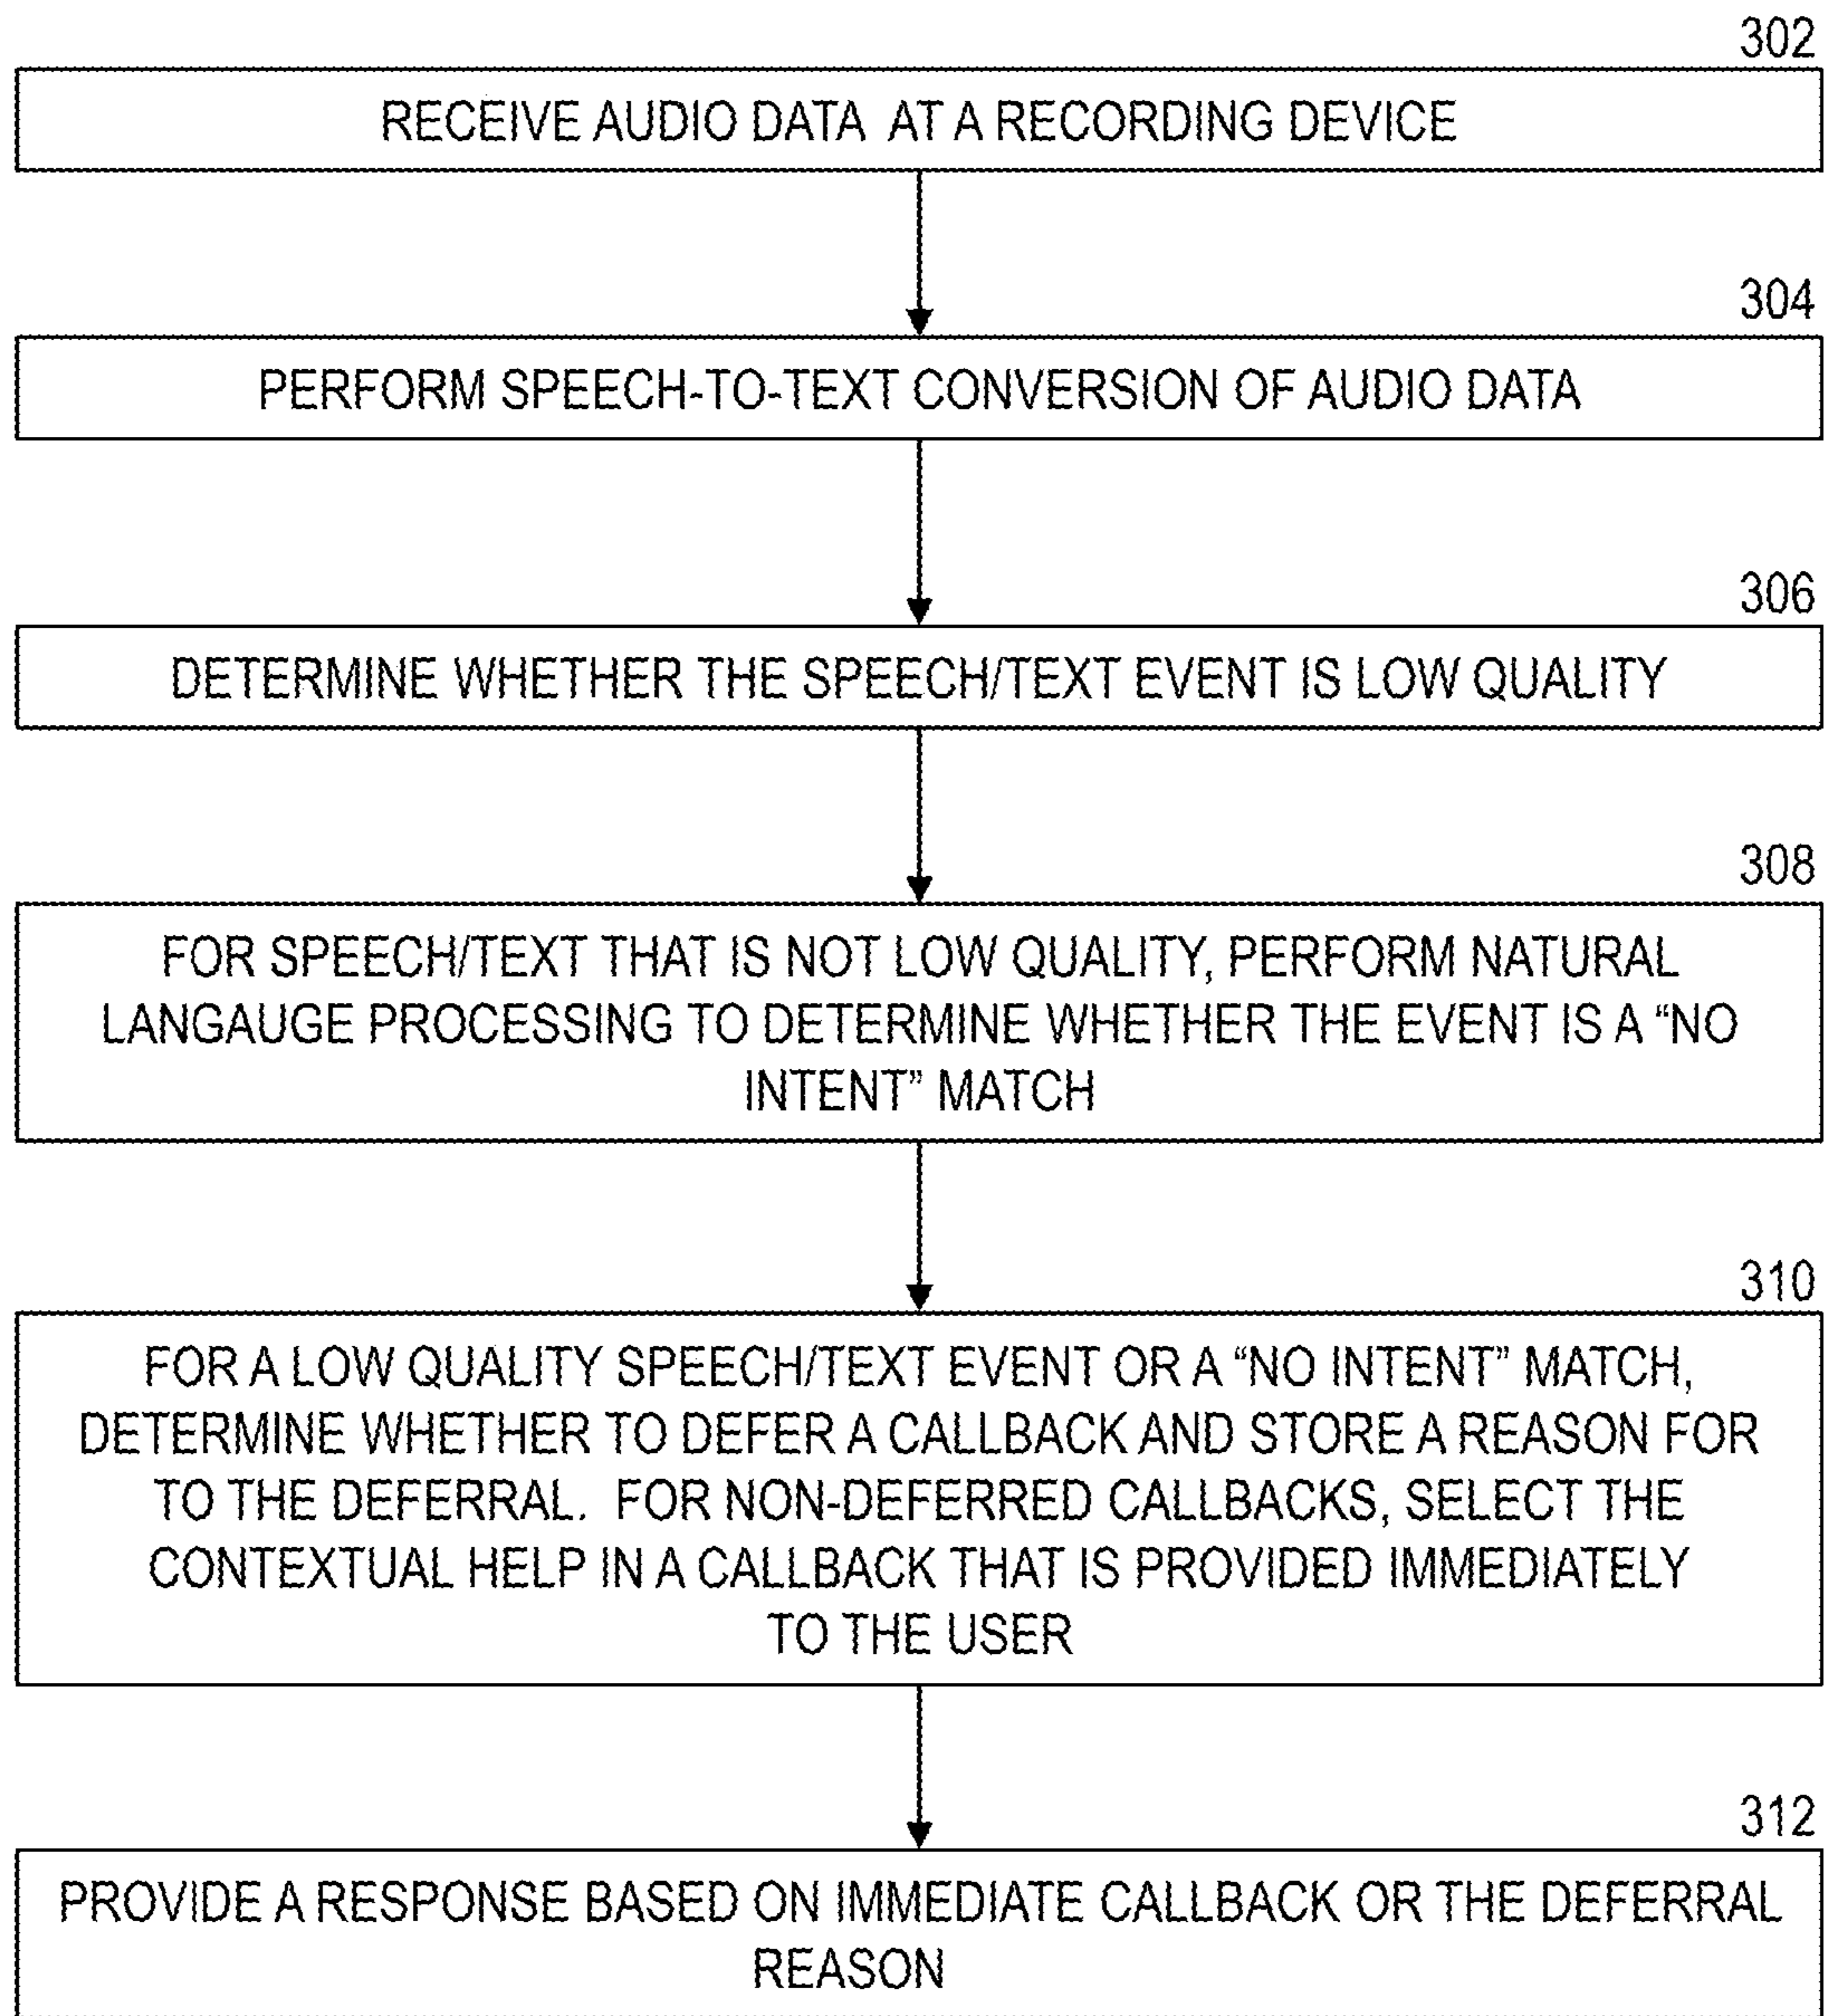 302
RECEIVE AUDIO DATA AT A RECORDING DEVICE
304
PERFORM SPEECH-TO-TEXT CONVERSION OF AUDIO DATA
306
DETERMINE WHETHER THE SPEECH/TEXT EVENT IS LOW QUALITY
308
FOR SPEECH/TEXT THAT IS NOT LOW QUALITY, PERFORM NATURAL
LANGAUGE PROCESSING TO DETERMINE WHETHER THE EVENT IS A “NO
INTENT” MATCH
310
FOR A LOW QUALITY SPEECH/TEXT EVENT OR A “NO INTENT” MATCH,
DETERMINE WHETHER TO DEFER A CALLBACK AND STORE A REASON FOR
TO THE DEFERRAL. FOR NON-DEFERRED CALLBACKS, SELECT THE
CONTEXTUAL HELP IN A CALLBACK THAT IS PROVIDED IMMEDIATELY
TO THE USER
312
PROVIDE A RESPONSE BASED ON IMMEDIATE CALLBACK OR THE DEFERRAL
REASON